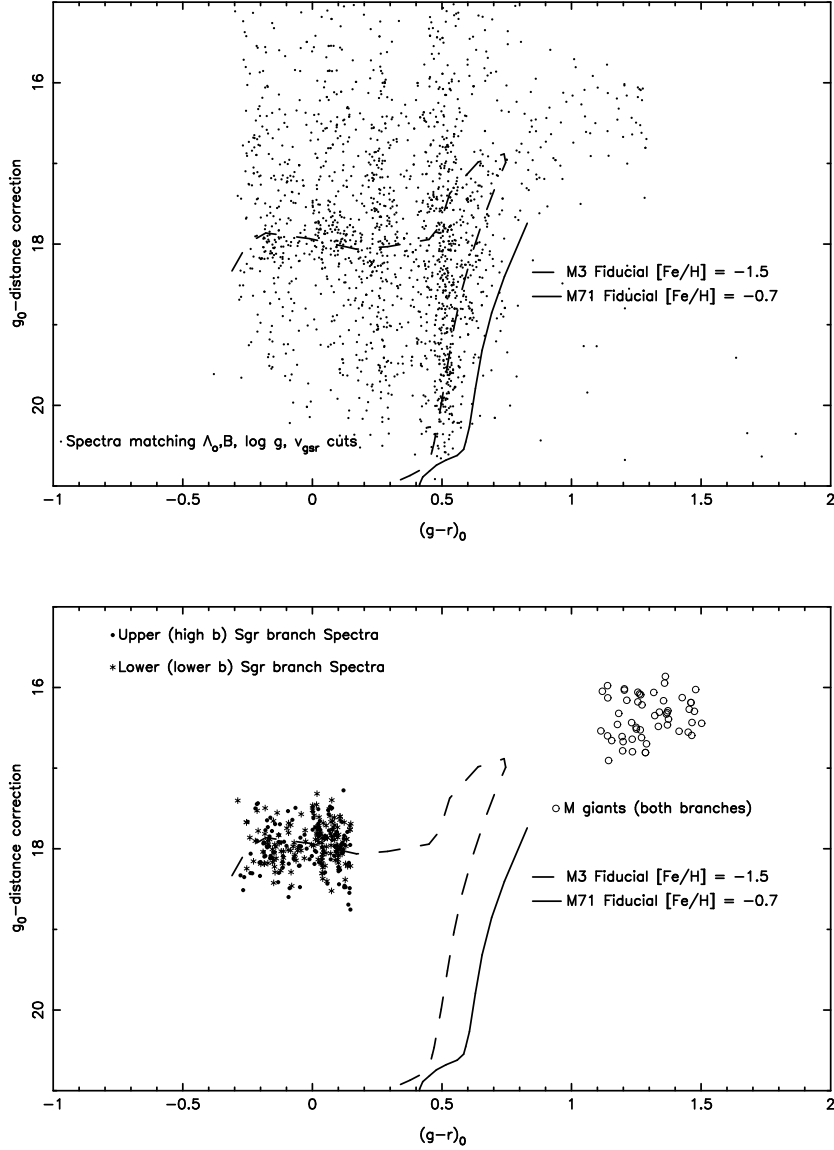 16
18
20
g0−distance correction
M3 Fiducial [Fe/H] = −1.5
M71 Fiducial [Fe/H] = −0.7
Spectra matching Λo,B, log g, vgsr cuts
−1 −0.5 0 0.5 1 1.5 2
(g−r)0
Upper (high b) Sgr branch Spectra
Lower (lower b) Sgr branch Spectra
16
18
20
g0−distance correction
M giants (both branches)
M3 Fiducial [Fe/H] = −1.5
M71 Fiducial [Fe/H] = −0.7
−1 −0.5 0 0.5 1 1.5 2
(g−r)0